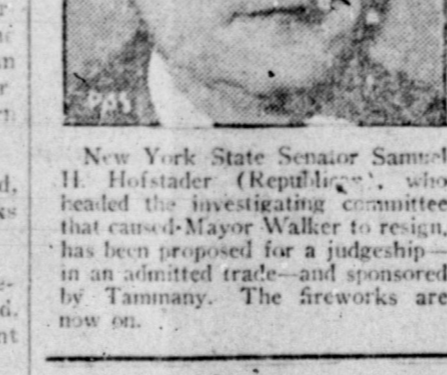 New York State Senator Samuel
H. Hofstader (Republican), who
headed the investigating committee
that caused Mayor Walker to resign,
has been proposed for a judgeship—
in an admitted trade—and sponsored
by Tammany. The fireworks are
now on.